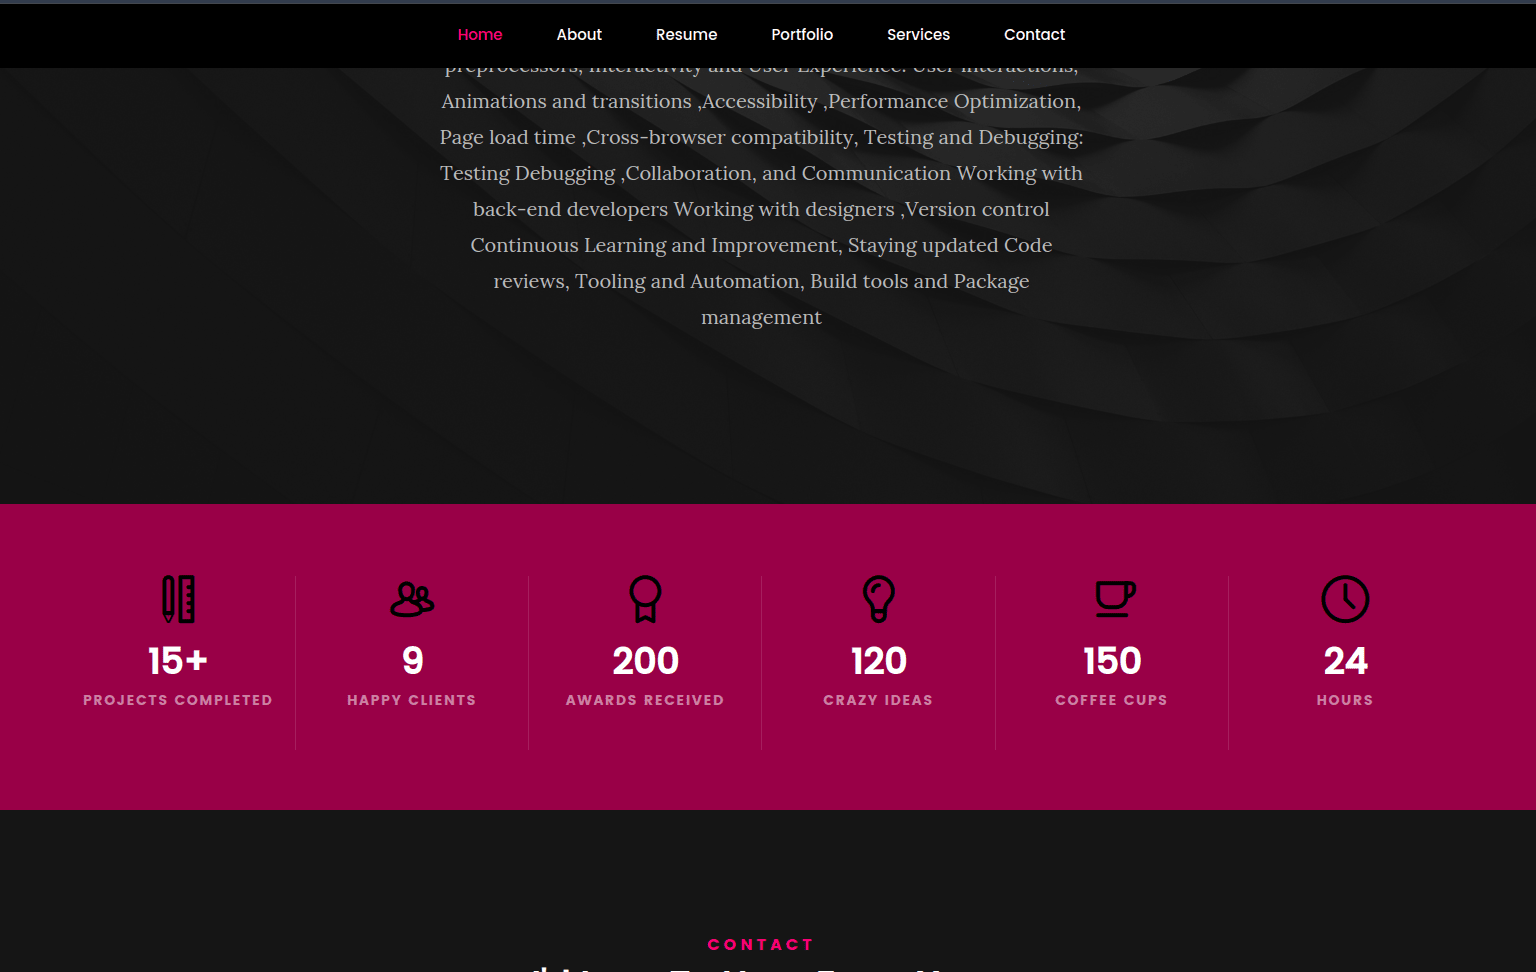 Home About Resume Portfolio Services Contact
preprocessors, Interactivity and User Experience: User interactions,
Animations and transitions ,Accessibility ,Performance Optimization,
Page load time ,Cross-browser compatibility, Testing and Debugging:
Testing Debugging ,Collaboration, and Communication Working with
back-end developers Working with designers ,Version control
Continuous Learning and Improvement, Staying updated Code
reviews, Tooling and Automation, Build tools and Package
management
15+ 9 200 120 150 24
PROJECTS COMPLETED HAPPY CLIENTS AWARDS RECEIVED CRAZY IDEAS COFFEE CUPS HOURS
CONTACT